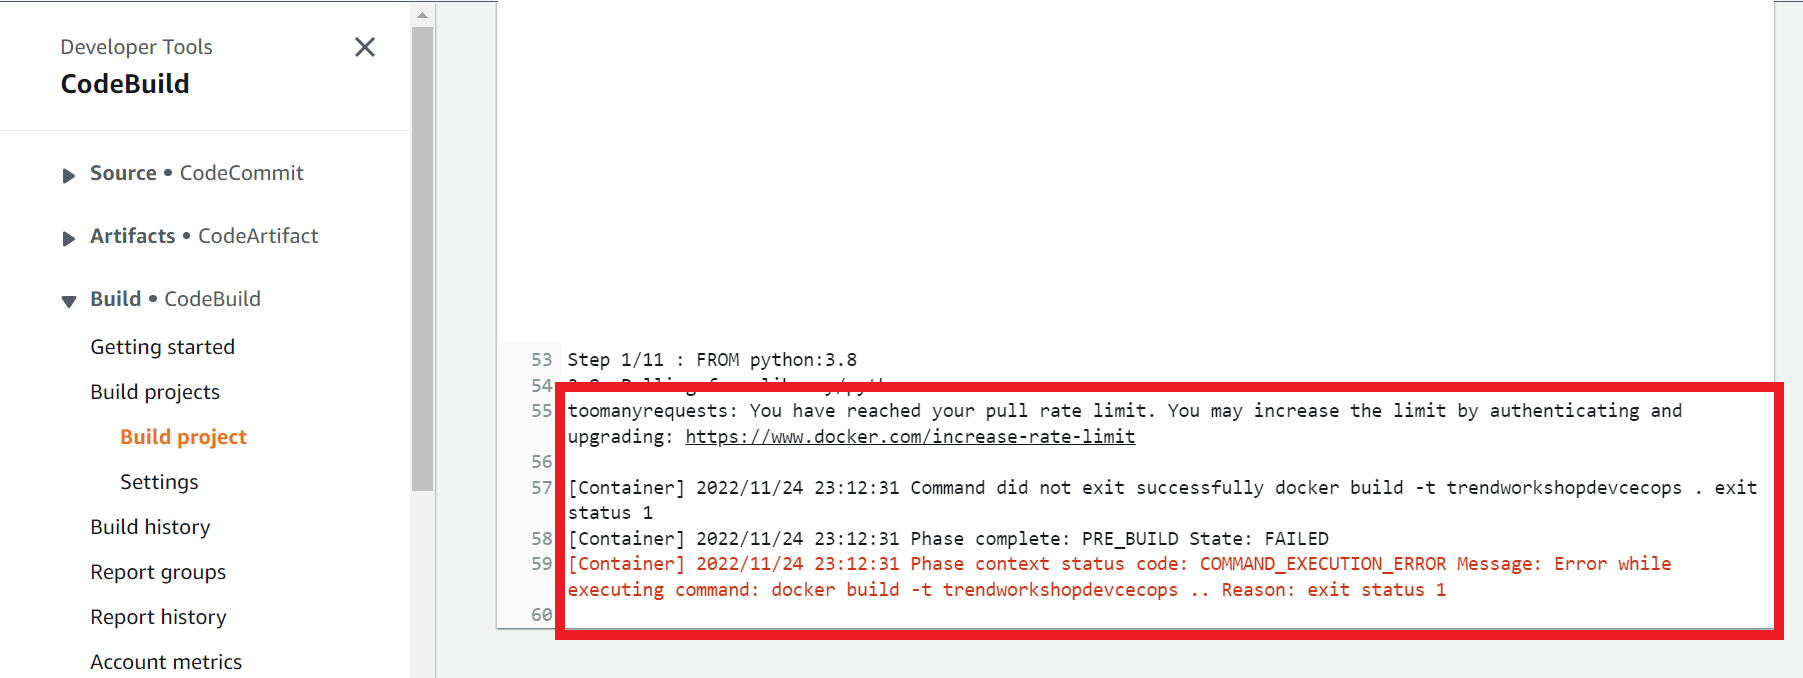 Developer Tools
CodeBuild
Source • CodeCommit
Artifacts • CodeArtifact
Build • CodeBuild
Getting started
Build projects
Build project
Settings
Build history
Report groups
Report history
Account metrics
53 Step 1/11 : FROM python:3.8
54
55 toomanyrequests: You have reached your pull rate limit. You may increase the limit by authenticating and
upgrading: https://www.docker.com/increase-rate-limit
56
57 [Container] 2022/11/24 23:12:31 Command did not exit successfully docker build -t trendworkshopdevcecops . exit
status 1
58 [Container] 2022/11/24 23:12:31 Phase complete: PRE_BUILD State: FAILED
59 [Container] 2022/11/24 23:12:31 Phase context status code: COMMAND_EXECUTION_ERROR Message: Error while
executing command: docker build -t trendworkshopdevcecops .. Reason: exit status 1
60